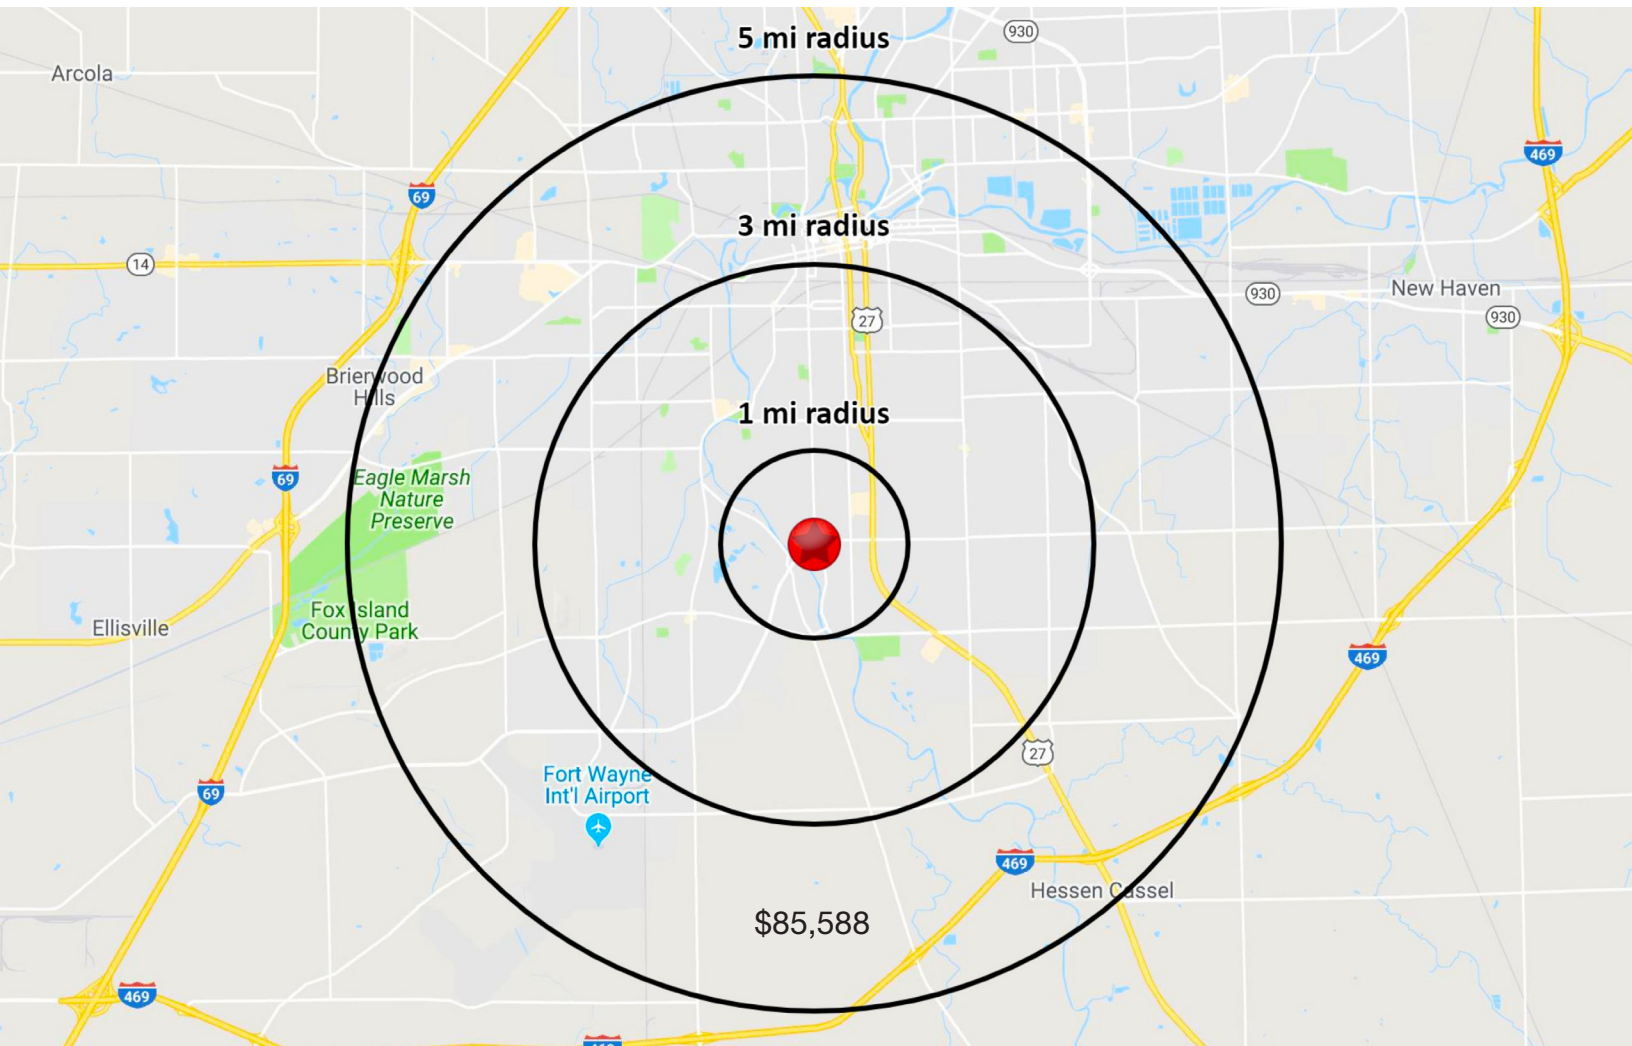 5 mi radius
930
Arcola
469
69
3 mi radius
14
930
New Haven
930
27
Brierwood
Hills
1 mi radius
69
Eagle Marsh
Nature
Preserve
Fox Island
County Park
Ellisville
469
27
Fort Wayne
Int'l Airport
69
469
Hessen Cassel
$85,588
469
469